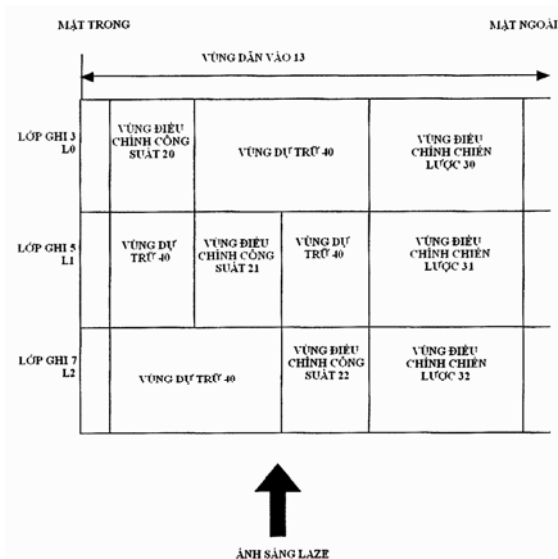 MẶT TRONG
MẶT NGOÀI
VÙNG DẪN VÀO 13
LỚP GHI 3
L0
VÙNG ĐIỀU
CHỈNH CÔNG
SUẤT 20
VÙNG DỰ TRỮ 40
VÙNG ĐIỀU
CHỈNH CHIẾN
LƯỢC 30
LỚP GHI 5
L1
VÙNG DỰ
TRỮ 40
VÙNG ĐIỀU
CHỈNH CÔNG
SUẤT 21
VÙNG DỰ
TRỮ 40
VÙNG ĐIỀU
CHỈNH CHIẾN
LƯỢC 31
LỚP GHI 7
L2
VÙNG DỰ TRỮ 40
VÙNG ĐIỀU
CHỈNH CÔNG
SUẤT 22
VÙNG ĐIỀU
CHỈNH CHIẾN
LƯỢC 32
ÁNH SÁNG LAZE